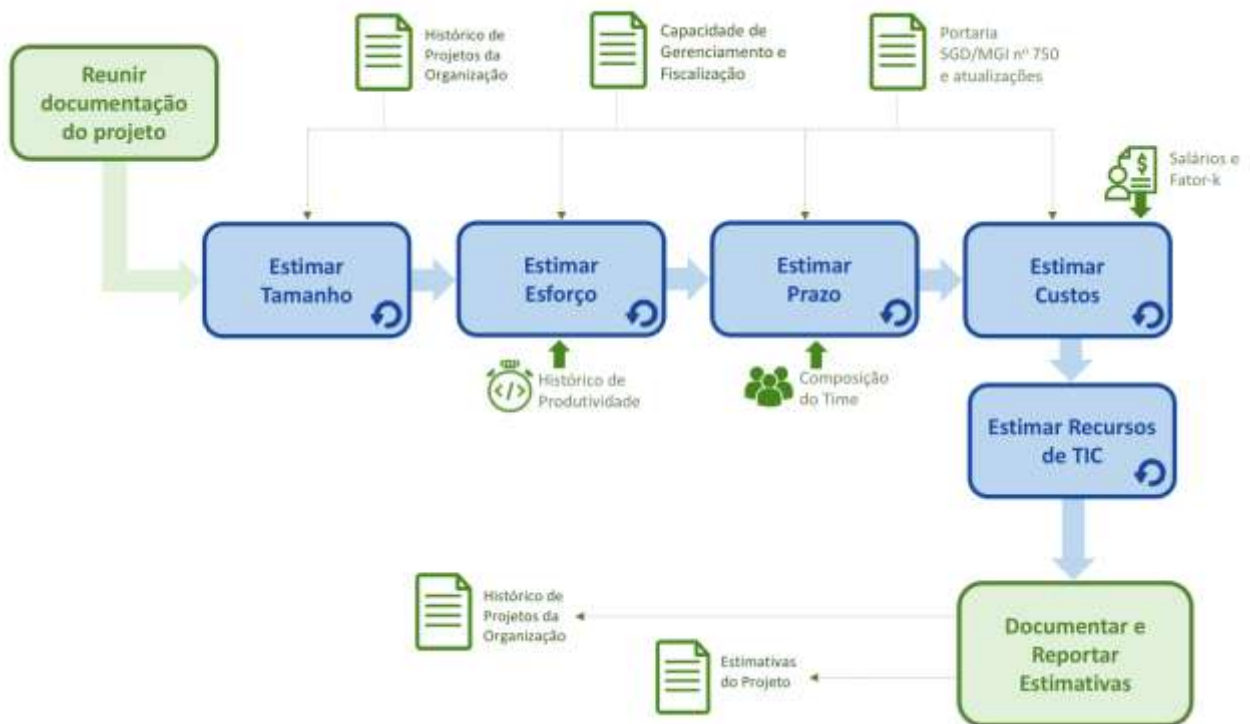 Histórico de
Projetos da
Organização
Capacidade de
Gerenciamento e
Fiscalização
Portaria
SGD/MGI nº 750
e atualizações
Reunir
documentação
do projeto
$
Salários e
Fator-k
Estimar
Tamanho
Estimar
Esforço
Estimar
Prazo
Estimar
Custos
</>
Histórico de
Produtividade
Composição
do Time
Estimar Recursos
de TIC
Histórico de
Projetos da
Organização
Documentar e
Reportar
Estimativas
Estimativas
do Projeto